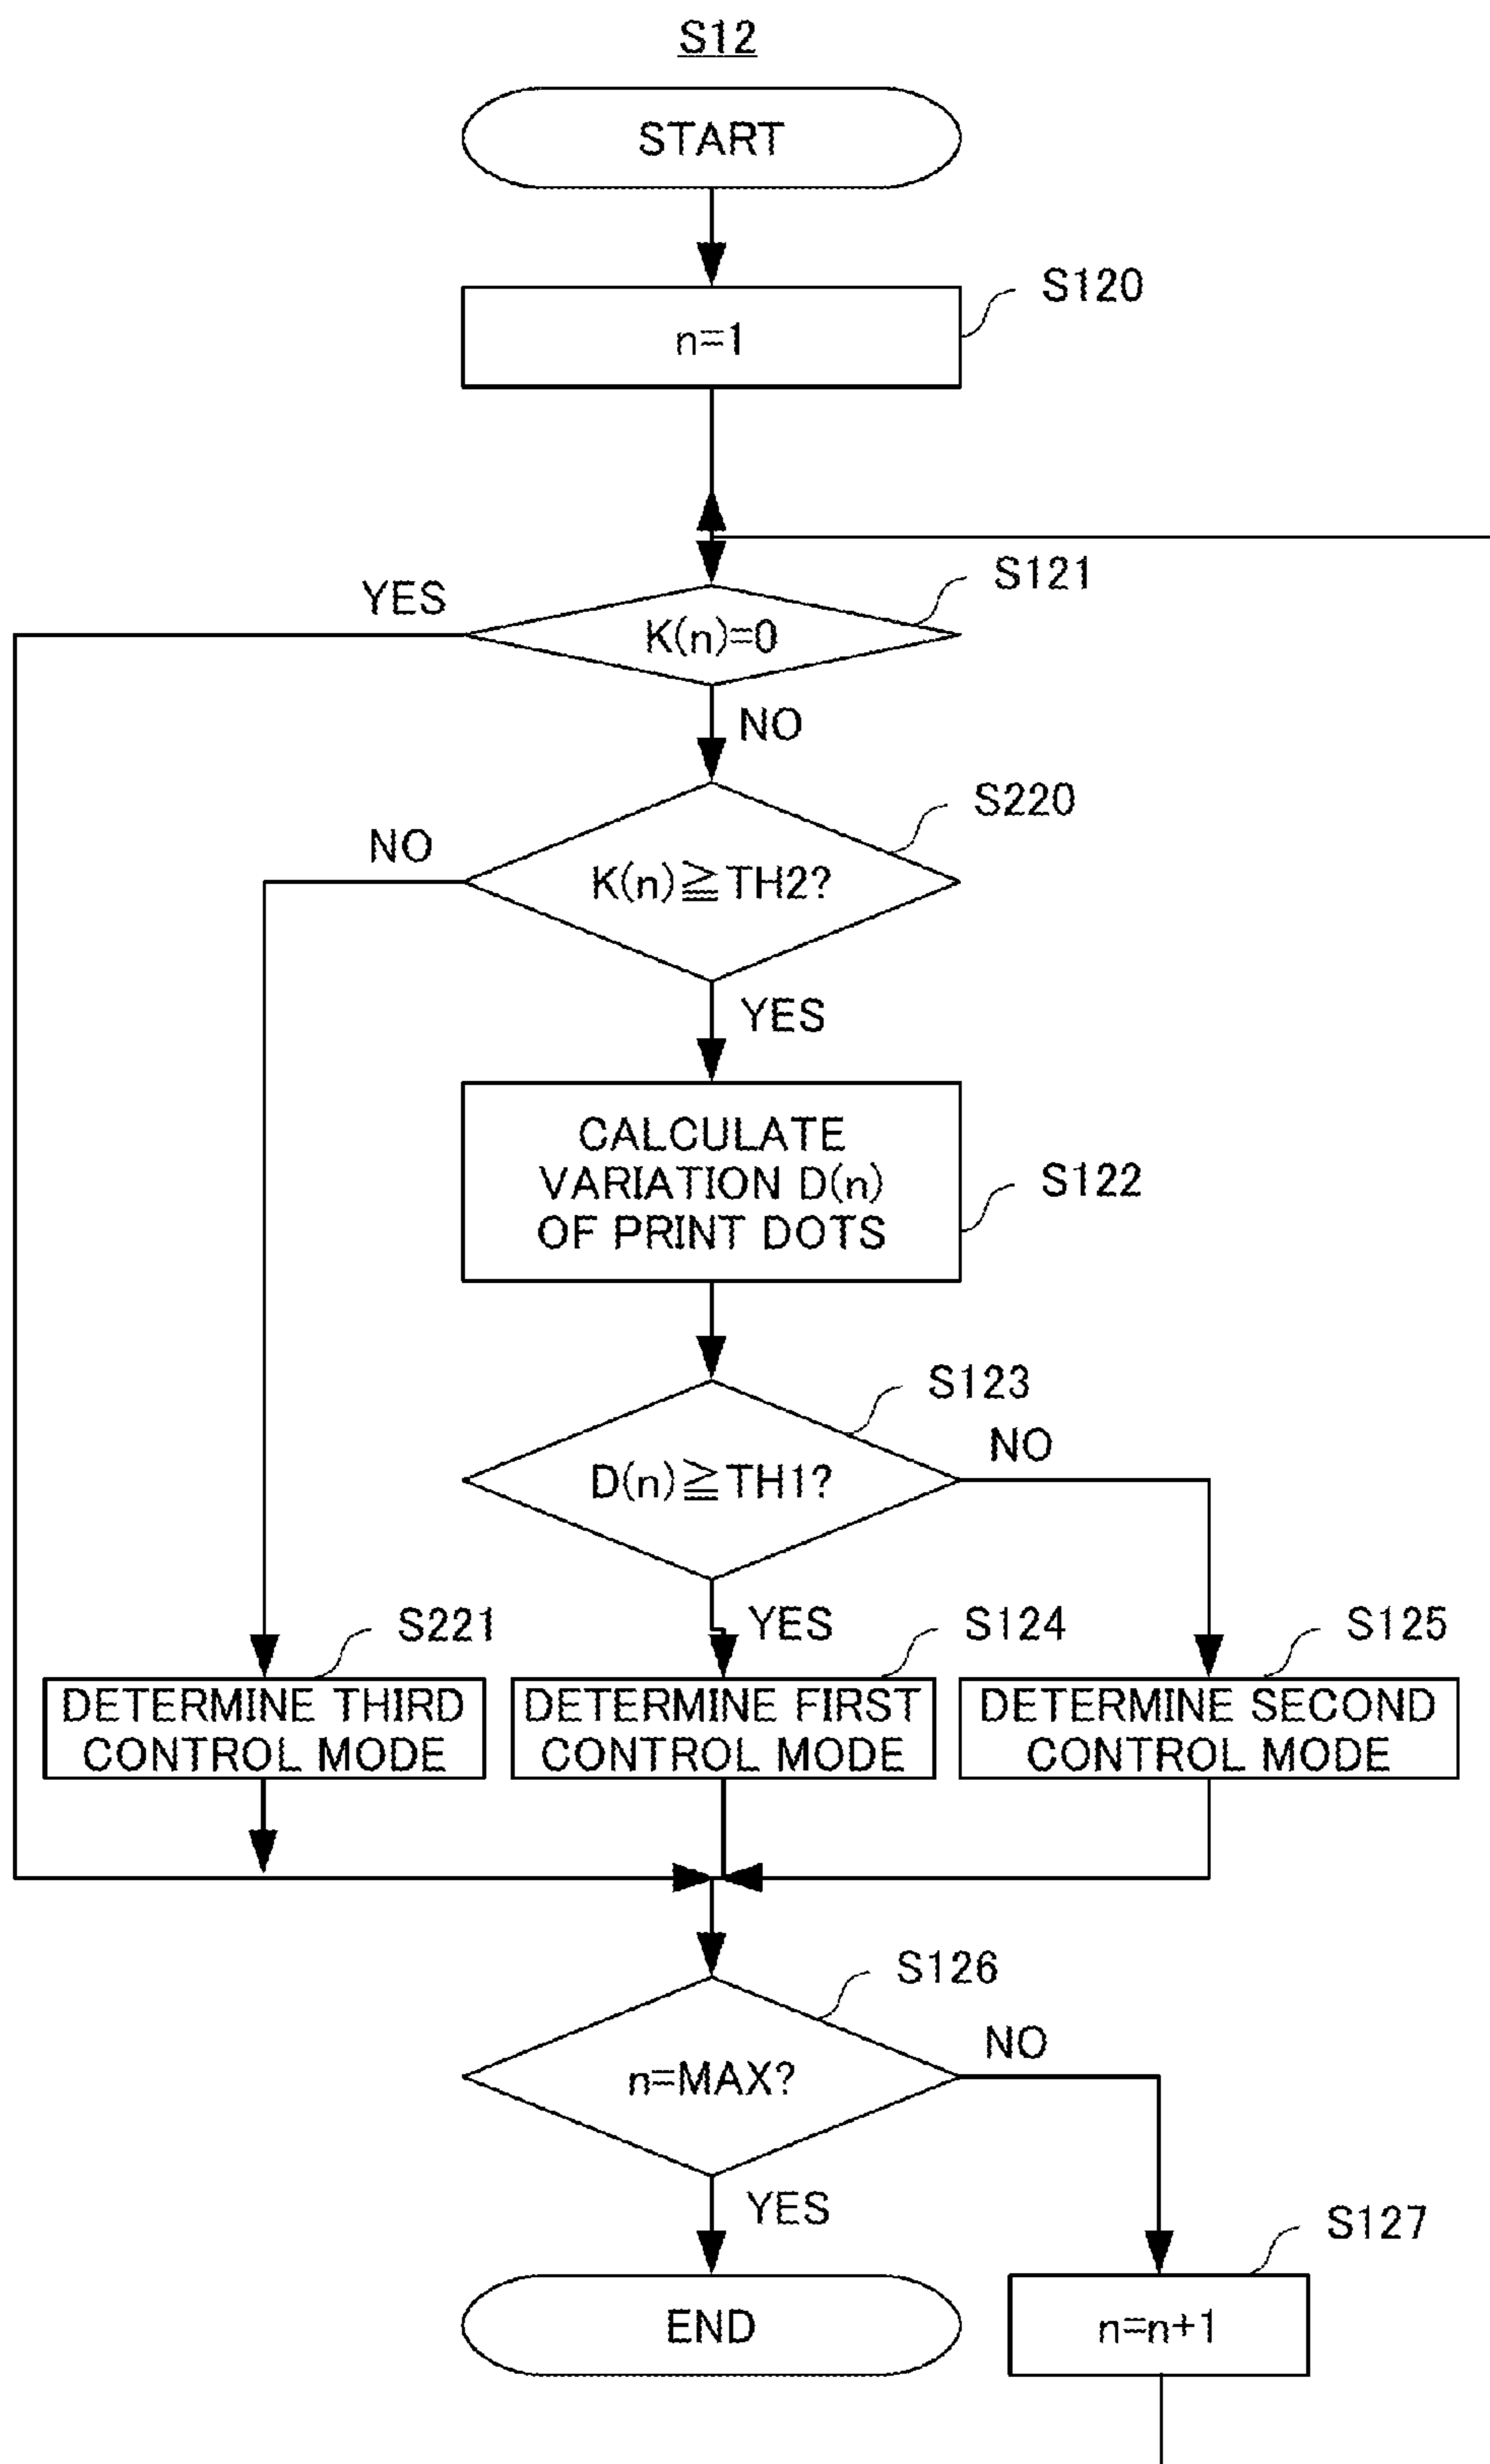 S12
START
S120
n=1
S121
YES
K(n)=0
NO
S220
NO
K(n)≧TH2?
YES
CALCULATE
VARIATION D(n)
OF PRINT DOTS
S122
S123
NO
D(n)≧TH1?
YES
S221
S124
S125
DETERMINE THIRD
CONTROL MODE
DETERMINE FIRST
CONTROL MODE
DETERMINE SECOND
CONTROL MODE
S126
NO
n=MAX?
YES
S127
END
n=n+1